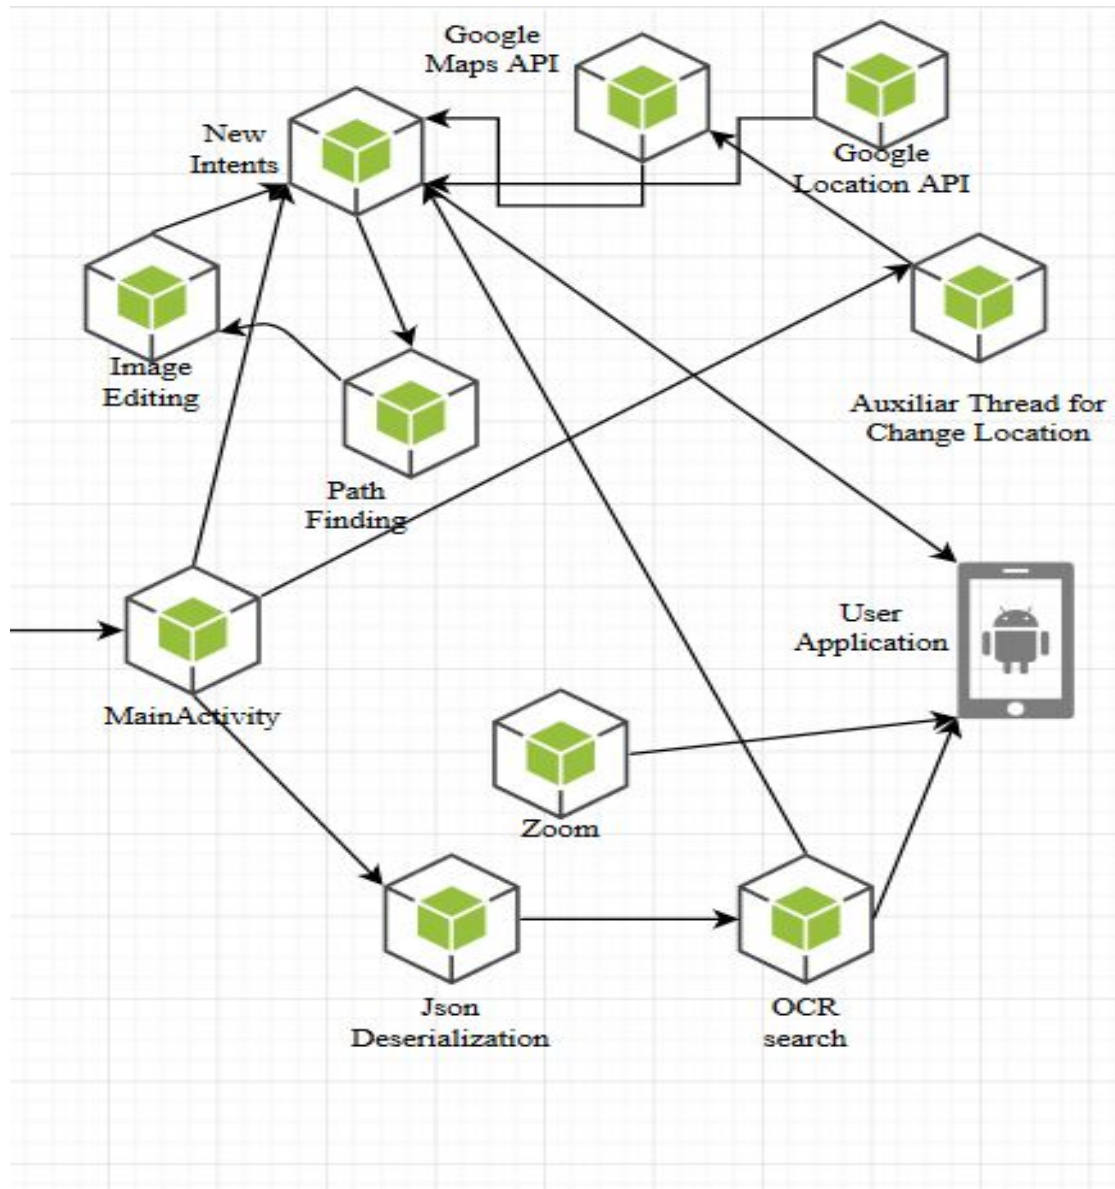 Google
Maps API
New
Intents
Google
Location API
Image
Editing
Auxiliar Thread for
Change Location
Path
Finding
User
Application
MainActivity
Zoom
Json
Deserialization
OCR
search